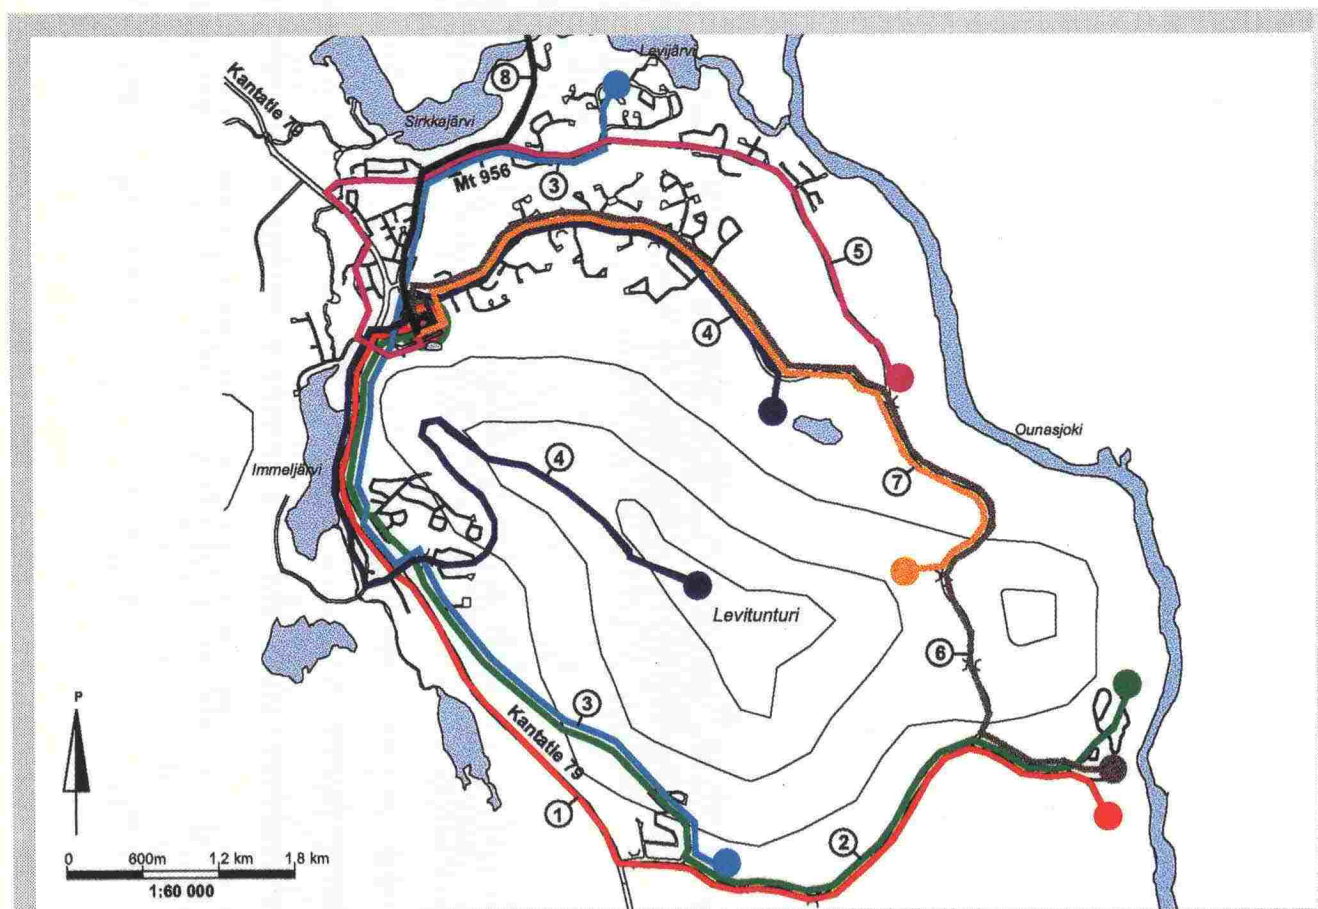 Levijärvi
8
Kantatie 79
Sirkkajärvi
Mt 956
3
5
4
Ounasjoki
4
Immeljärvi
7
Levitunturi
6
P
3
Kantatie 79
1
2
0 600m 1,2 km 1,8 km
1:60 000